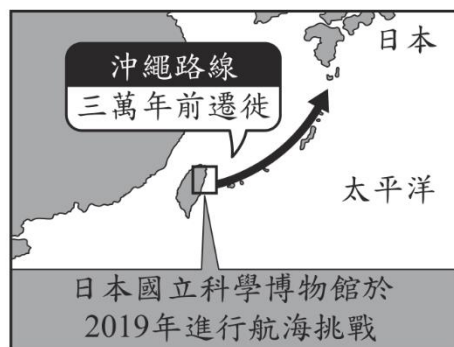 日本
沖繩路線
三萬年前遷徙
太平洋
日本國立科學博物館於
2019年進行航海挑戰